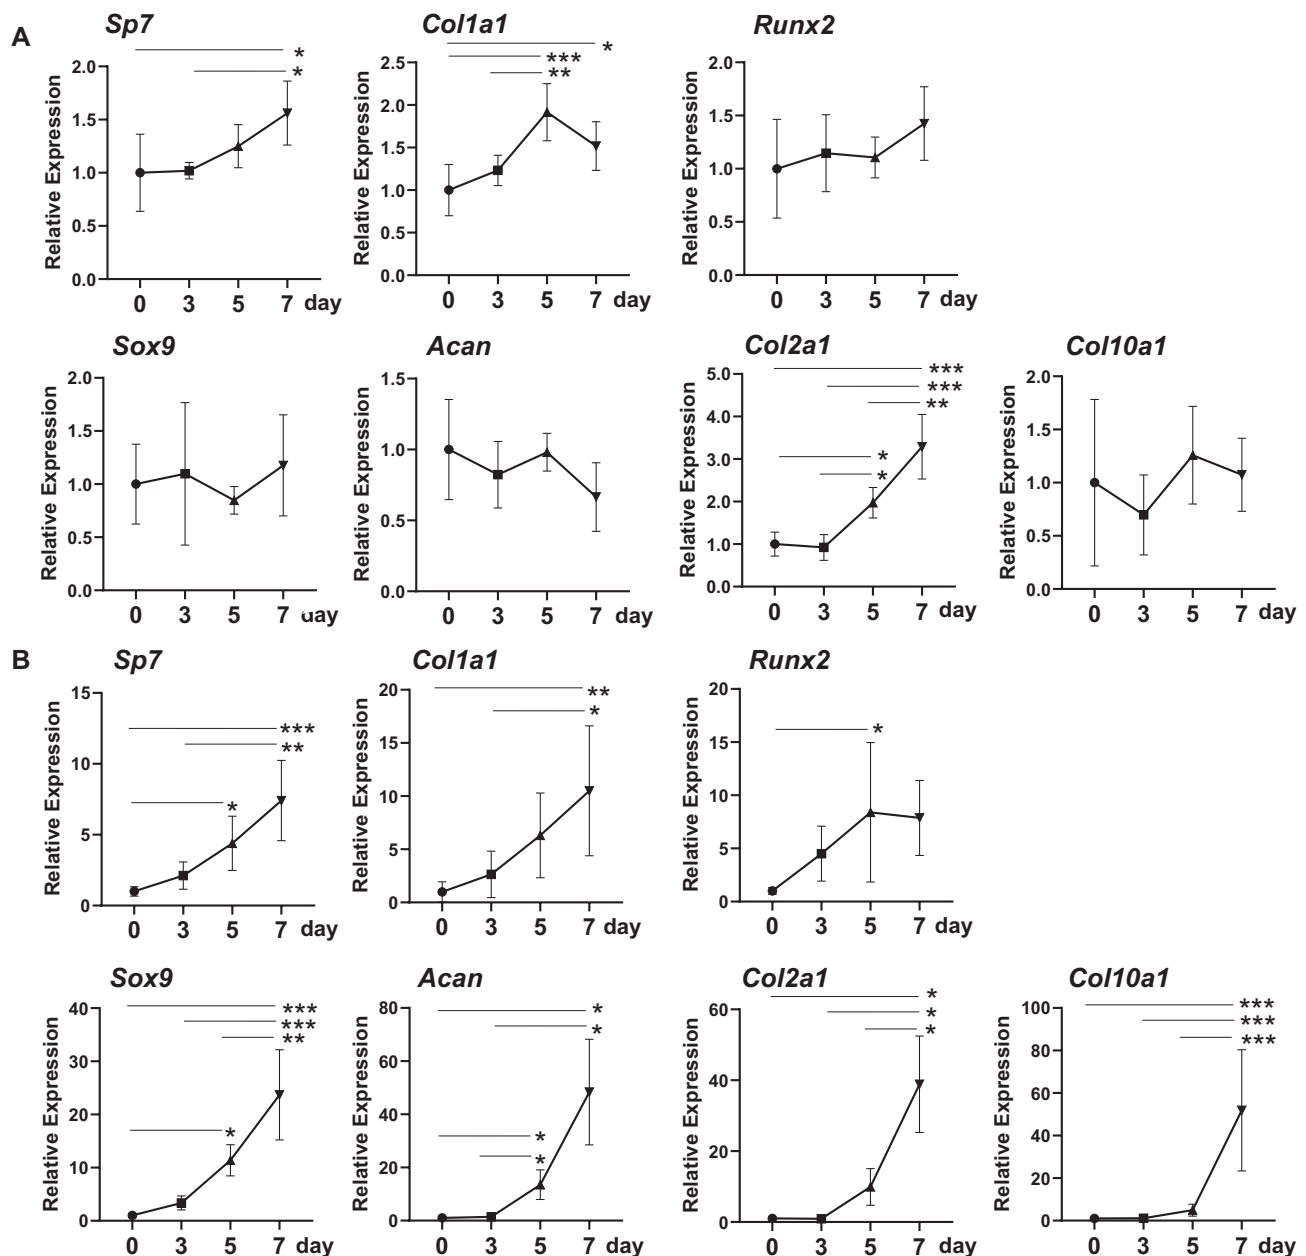 A
Sp7
Relative Expression
2.0
1.5
1.0
0.5
0.0
*
*
0 3 5 7 day
Col1a1
Relative Expression
2.5
2.0
1.5
1.0
0.5
0.0
*
***
**
0 3 5 7 day
Runx2
Relative Expression
2.0
1.5
1.0
0.5
0.0
0 3 5 7 day
Sox9
Relative Expression
2.0
1.5
1.0
0.5
0.0
0 3 5 7 day
Acan
Relative Expression
1.5
1.0
0.5
0.0
0 3 5 7 day
Col2a1
Relative Expression
5.0
4.0
3.0
2.0
1.0
0.0
***
***
**
*
*
0 3 5 7 day
Col10a1
Relative Expression
2.0
1.5
1.0
0.5
0.0
0 3 5 7 day
B
Sp7
Relative Expression
15
10
5
0
***
**
*
0 3 5 7 day
Col1a1
Relative Expression
20
15
10
5
0
**
*
0 3 5 7 day
Runx2
Relative Expression
20
15
10
5
0
*
0 3 5 7 day
Sox9
Relative Expression
40
30
20
10
0
***
***
**
*
0 3 5 7 day
Acan
Relative Expression
80
60
40
20
0
*
*
*
*
0 3 5 7 day
Col2a1
Relative Expression
60
40
20
0
*
*
*
0 3 5 7 day
Col10a1
Relative Expression
100
80
60
40
20
0
***
***
***
0 3 5 7 day